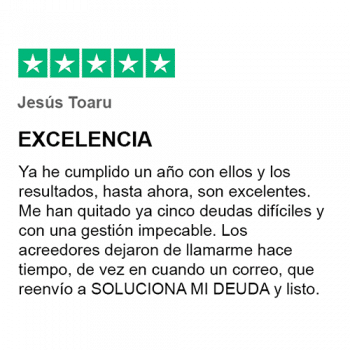 Jesús Toaru
EXCELENCIA
Ya he cumplido un año con ellos y los
resultados, hasta ahora, son excelentes.
Me han quitado ya cinco deudas difíciles y
con una gestión impecable. Los
acreedores dejaron de llamarme hace
tiempo, de vez en cuando un correo, que
reenvío a SOLUCIONA MI DEUDA y listo.